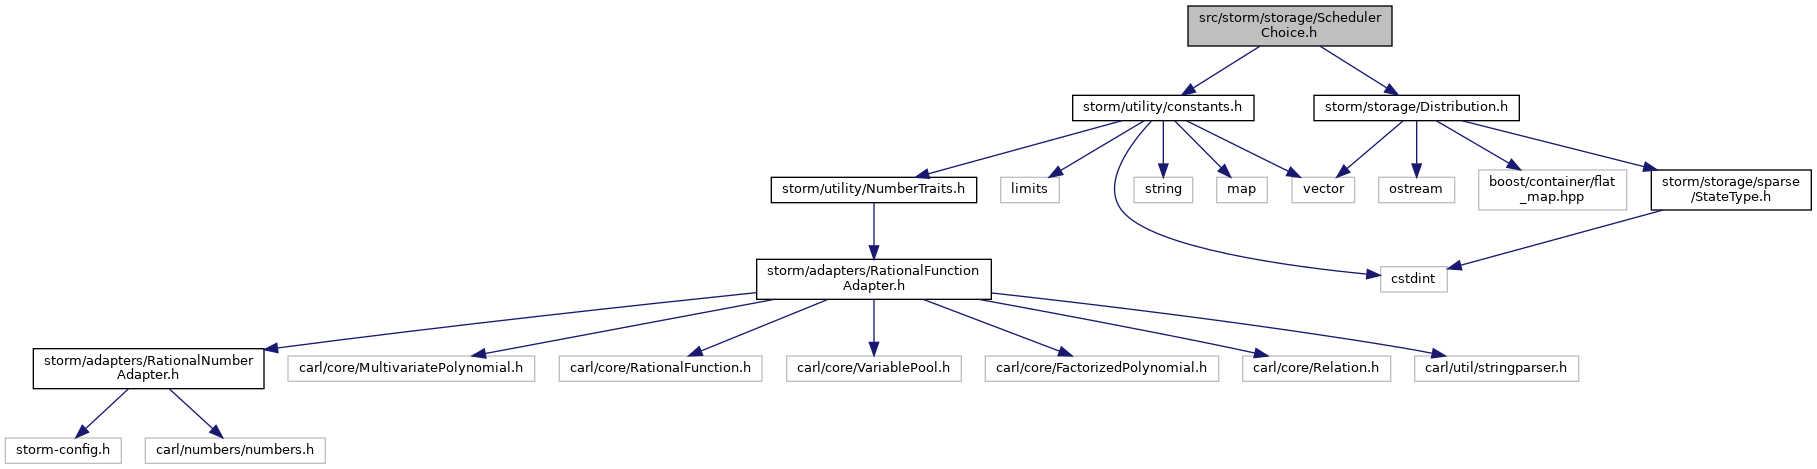 src/storm/storage/Scheduler
Choice.h
storm/utility/constants.h
storm/storage/Distribution.h
storm/utility/NumberTraits.h
limits
string
map
vector
ostream
boost/container/flat
_map.hpp
storm/storage/sparse
/StateType.h
storm/adapters/RationalFunction
Adapter.h
cstdint
storm/adapters/RationalNumber
Adapter.h
carl/core/MultivariatePolynomial.h
carl/core/RationalFunction.h
carl/core/VariablePool.h
carl/core/FactorizedPolynomial.h
carl/core/Relation.h
carl/util/stringparser.h
storm-config.h
carl/numbers/numbers.h